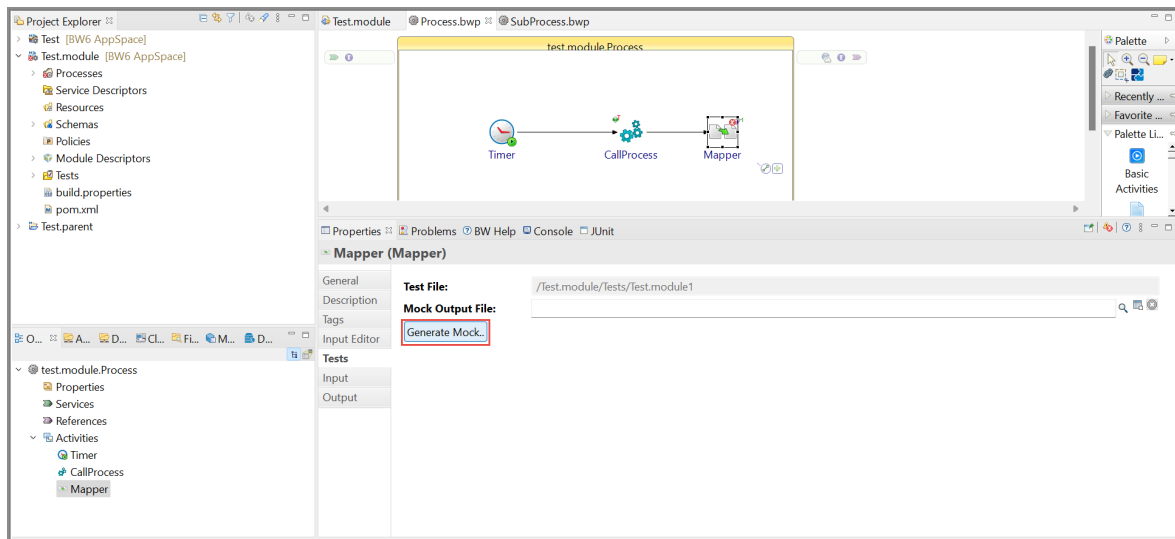 Project Explorer
Test [BW6 AppSpace]
Test.module [BW6 AppSpace]
Processes
Service Descriptors
Resources
Schemas
Policies
Module Descriptors
Tests
build.properties
pom.xml
Test.parent
O... A... D... Cl... Fi... M... D...
test.module.Process
Properties
Services
References
Activities
Timer
CallProcess
Mapper
Test.module Process.bwp SubProcess.bwp
test.module.Process
Timer CallProcess Mapper
Palette
Recently ...
Favorite ...
Palette Li...
Basic
Activities
Properties Problems BW Help Console JUnit
Mapper (Mapper)
General
Description
Tags
Input Editor
Tests
Input
Output
Test File: /Test.module/Tests/Test.module1
Mock Output File:
Generate Mock..